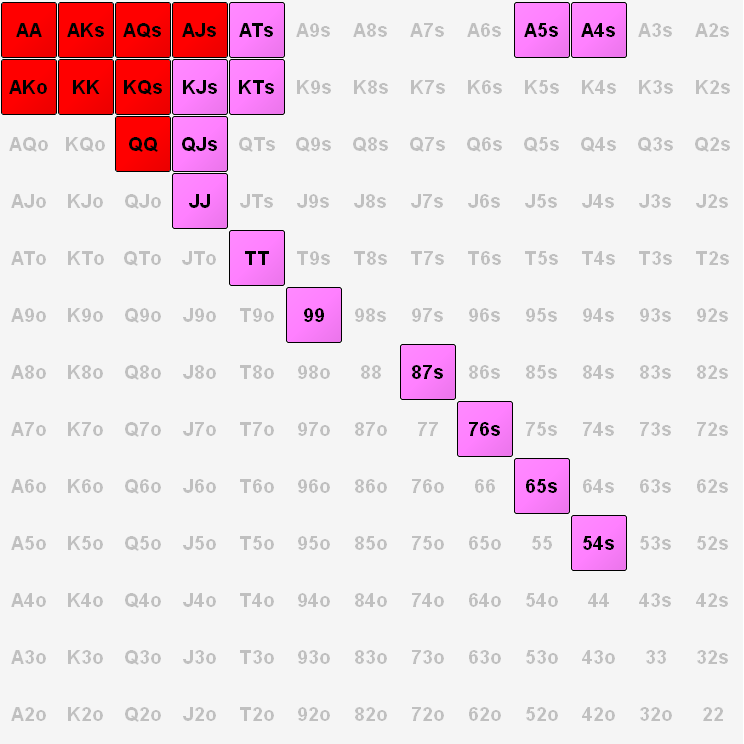 AA AKs AQs AJs ATs A9s A8s A7s A6s A5s A4s A3s A2s
AKo KK KQs KJs KTs K9s K8s K7s K6s K5s K4s K3s K2s
AQo KQo QQ QJs QTs Q9s Q8s Q7s Q6s Q5s Q4s Q3s Q2s
AJo KJo QJo JJ JTs J9s J8s J7s J6s J5s J4s J3s J2s
ATo KTo QTo JTo TT T9s T8s T7s T6s T5s T4s T3s T2s
A9o K9o Q9o J9o T9o 99 98s 97s 96s 95s 94s 93s 92s
A8o K8o Q8o J8o T8o 98o 88 87s 86s 85s 84s 83s 82s
A7o K7o Q7o J7o T7o 97o 87o 77 76s 75s 74s 73s 72s
A6o K6o Q6o J6o T6o 96o 86o 76o 66 65s 64s 63s 62s
A5o K5o Q5o J5o T5o 95o 85o 75o 65o 55 54s 53s 52s
A4o K4o Q4o J4o T4o 94o 84o 74o 64o 54o 44 43s 42s
A3o K3o Q3o J3o T3o 93o 83o 73o 63o 53o 43o 33 32s
A2o K2o Q2o J2o T2o 92o 82o 72o 62o 52o 42o 32o 22